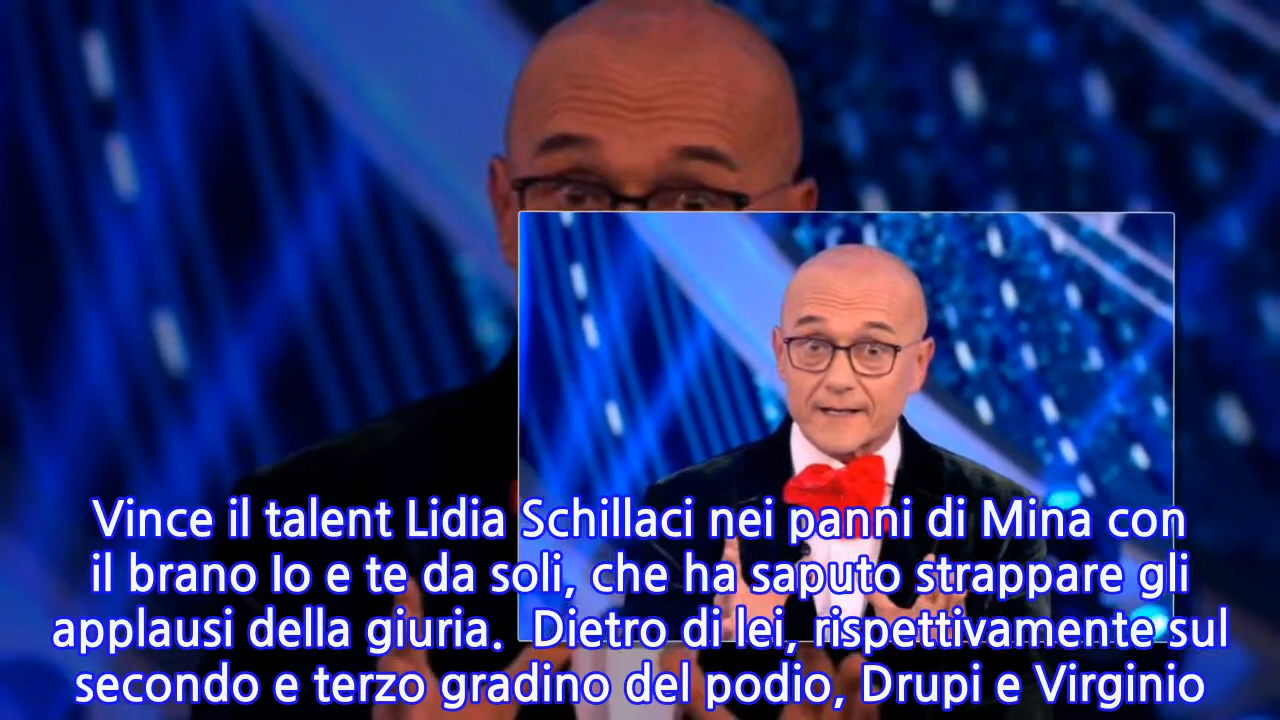 Vince il talent Lidia Schillaci nei panni di Mina con
il brano Io e te da soli, che ha saputo strappare gli
applausi della giuria.  Dietro di lei, rispettivamente sul
secondo e terzo gradino del podio, Drupi e Virginio